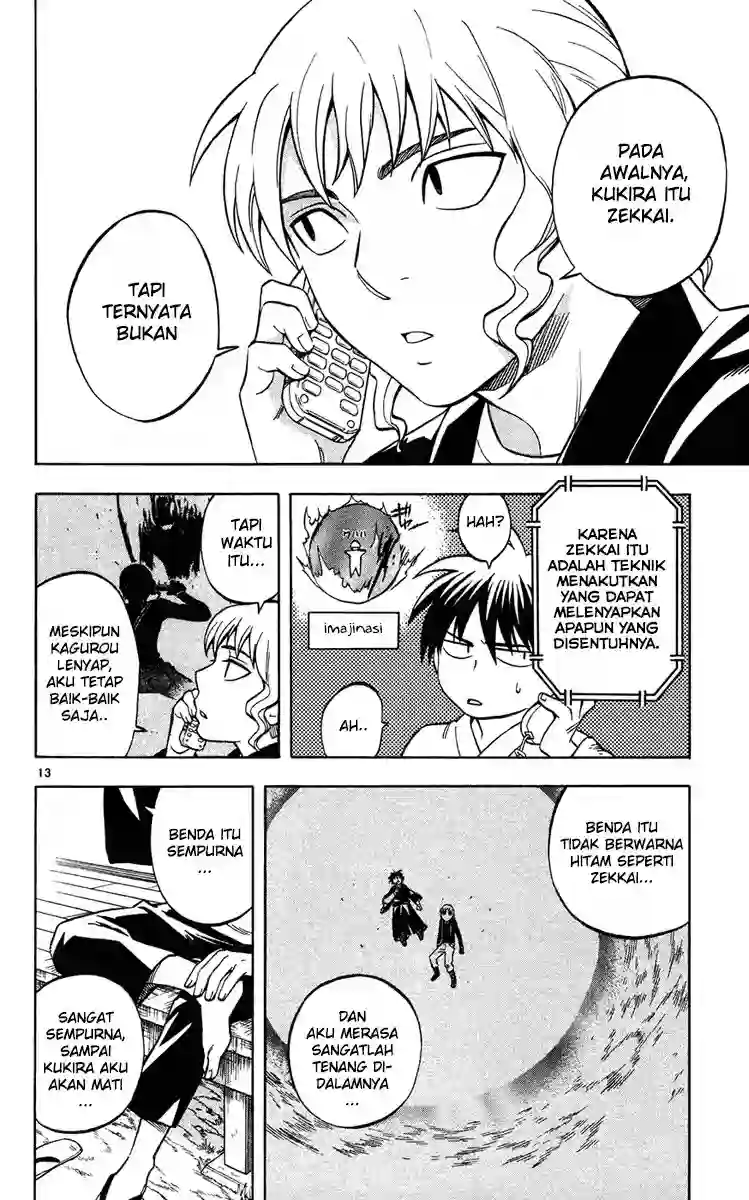 PADA
AWALNYA,
KUKIRA ITU
ZEKKAI.
TAPI
TERNYATA
BUKAN
KARENA
ZEKKAI ITU
ADALAH TEKNIK
MENAKUTKAN
YANG DAPAT
MELENYAPKAN
APAPUN YANG
DISENTUHNYA.
HAH?
imajinasi
AH..
TAPI
WAKTU
ITU...
MESKIPUN
KAGUROU
LENYAP,
AKU TETAP
BAIK-BAIK
SAJA..
13
BENDA ITU
TIDAK BERWARNA
HITAM SEPERTI
ZEKKAI...
DAN
AKU MERASA
SANGATLAH
TENANG DI-
DALAMNYA
...
BENDA ITU
SEMPURNA
...
SANGAT
SEMPURNA,
SAMPAI
KUKIRA AKU
AKAN MATI
...